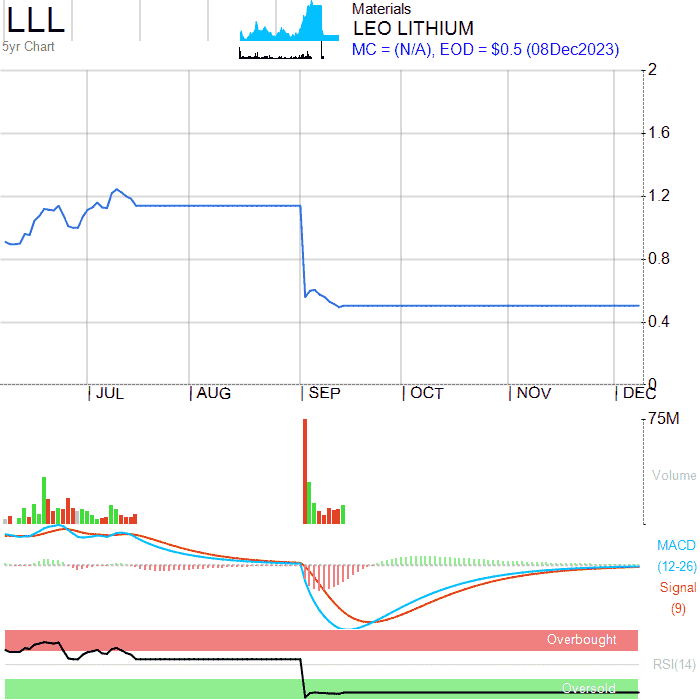 LLL
5yr Chart
Materials
LEO LITHIUM
MC = (N/A), EOD = $0.5 (08Dec2023)
2
1.6
1.2
0.8
0.4
0
JUL
AUG
SEP
OCT
NOV
DEC
75M
Volume
MACD
(12-26)
Signal
(9)
Overbought
RSI(14)
Oversold